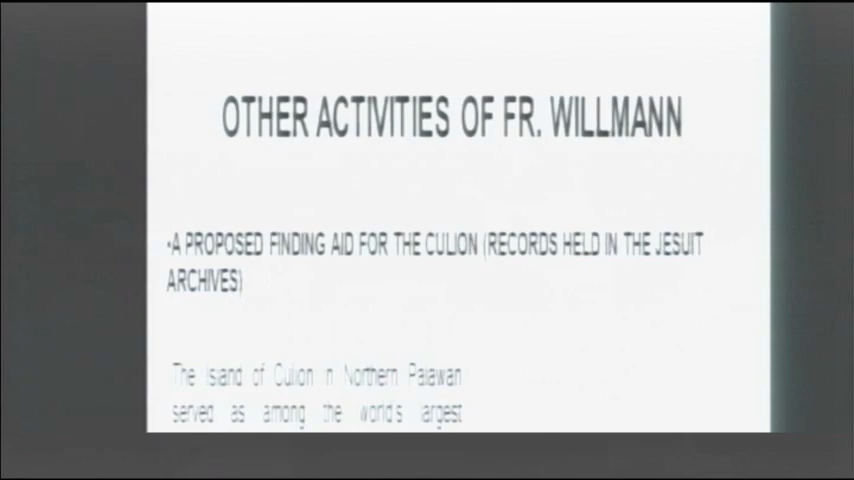 OTHER ACTIVITIES OF FR. WILLMANN
•A PROPOSED FINDING AID FOR THE CULION (RECORDS HELD IN THE JESUIT
ARCHIVES)
The Island of Culion in Northern Palawan
served as among the world's largest